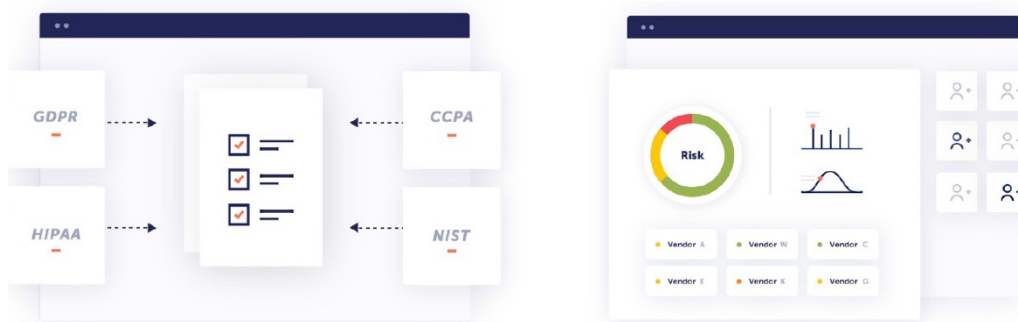 GDPR
CCPA
HIPAA
NIST
Risk
Vendor A
Vendor W
Vendor C
Vendor E
Vendor K
Vendor G